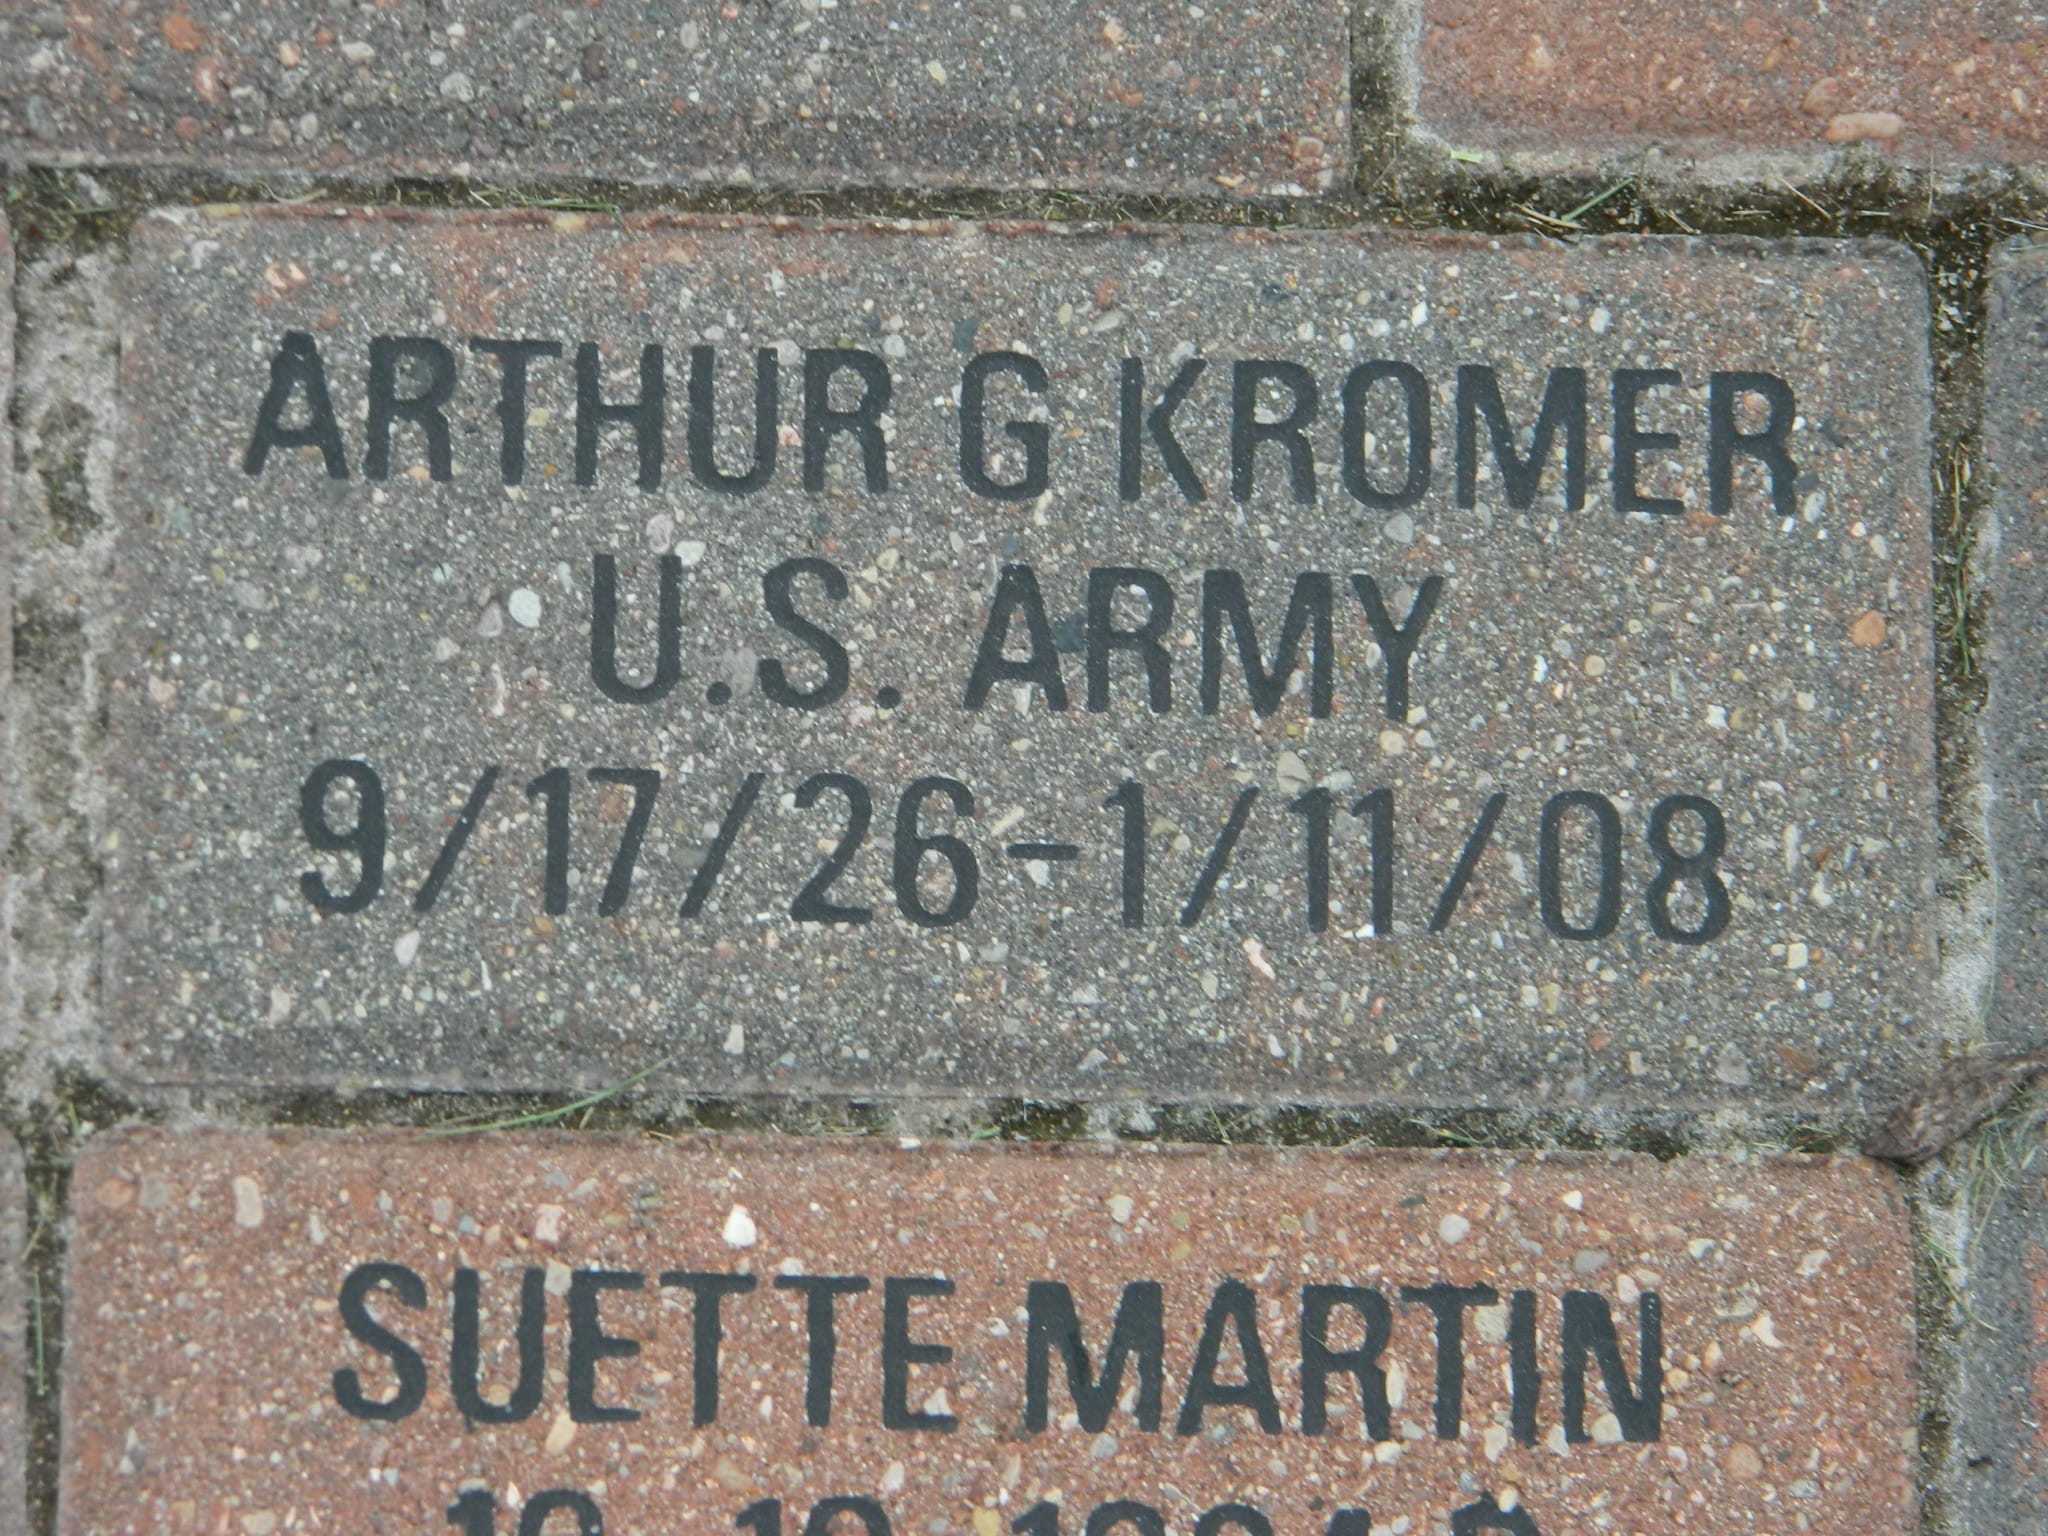 ARTHUR G KROMER
U.S. ARMY
9/17/26-1/11/08
SUETTE MARTIN